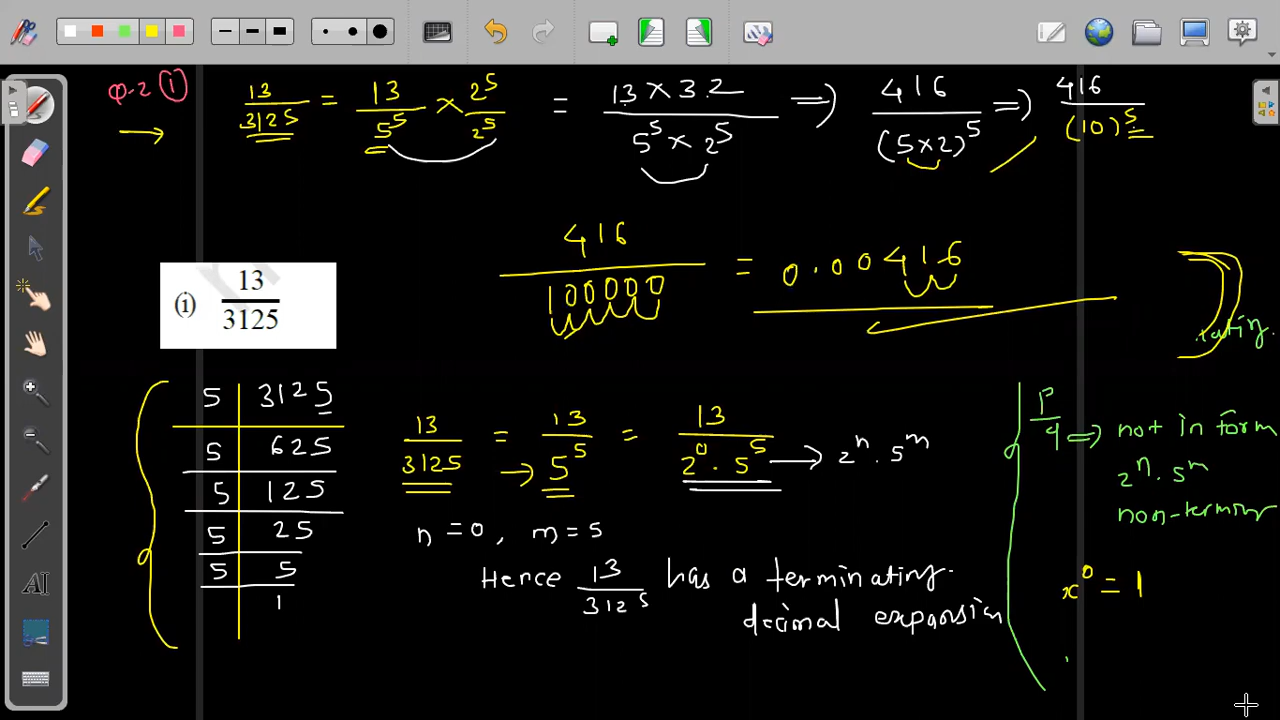 Q-2 (i)
13/3125 = 13/5^5 × 2^5/2^5 = 13 × 32/5^5 × 2^5 ⇒ 416/(5×2)^5 ⇒ 416/(10)^5
416/100000 = 0.00416
(i) 13/3125
tating.
5 | 3125
5 | 625
5 | 125
5 | 25
5 | 5
1
13/3125 = 13/5^5 = 13/2^0 · 5^5 → 2^n · 5^m
n = 0, m = 5
Hence 13/3125 has a terminating
decimal expansion
p/q ⇒ not in form
2^n · 5^m
non-termin
x^0 = 1